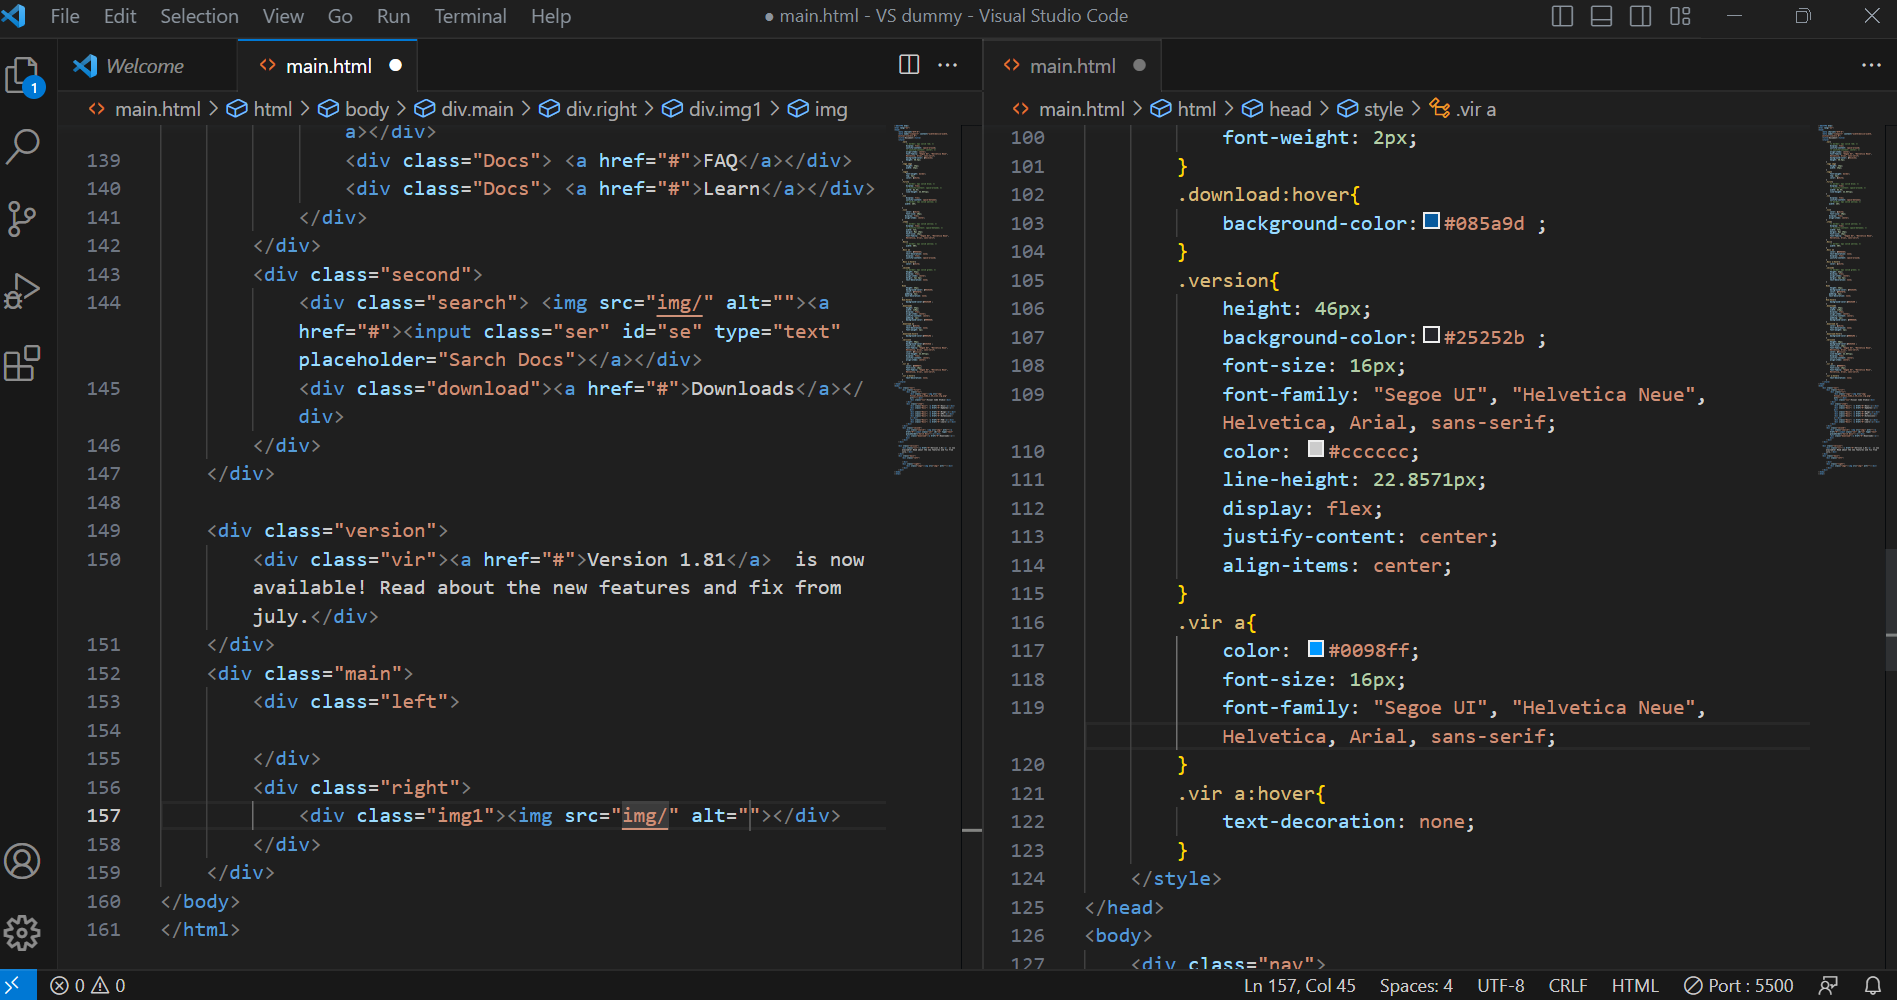 File Edit Selection View Go Run Terminal Help
● main.html - VS dummy - Visual Studio Code
1
Welcome
<> main.html ●
main.html > html > body > div.main > div.right > div.img1 > img
a></div>
139 <div class="Docs"> <a href="#">FAQ</a></div>
140 <div class="Docs"> <a href="#">Learn</a></div>
141 </div>
142 </div>
143 <div class="second">
144 <div class="search"> <img src="img/" alt=""><a
href="#"><input class="ser" id="se" type="text"
placeholder="Sarch Docs"></a></div>
145 <div class="download"><a href="#">Downloads</a></
div>
146 </div>
147 </div>
148
149 <div class="version">
150 <div class="vir"><a href="#">Version 1.81</a>  is now
available! Read about the new features and fix from
july.</div>
151 </div>
152 <div class="main">
153 <div class="left">
154
155 </div>
156 <div class="right">
157 <div class="img1"><img src="img/" alt=""></div>
158 </div>
159 </div>
160 </body>
161 </html>
<> main.html ●
main.html > html > head > style > .vir a
100 font-weight: 2px;
101 }
102 .download:hover{
103 background-color: #085a9d ;
104 }
105 .version{
106 height: 46px;
107 background-color: #25252b ;
108 font-size: 16px;
109 font-family: "Segoe UI", "Helvetica Neue",
Helvetica, Arial, sans-serif;
110 color: #cccccc;
111 line-height: 22.8571px;
112 display: flex;
113 justify-content: center;
114 align-items: center;
115 }
116 .vir a{
117 color: #0098ff;
118 font-size: 16px;
119 font-family: "Segoe UI", "Helvetica Neue",
Helvetica, Arial, sans-serif;
120 }
121 .vir a:hover{
122 text-decoration: none;
123 }
124 </style>
125 </head>
126 <body>
127 <div class="nav">
0 0
Ln 157, Col 45 Spaces: 4 UTF-8 CRLF HTML Port : 5500